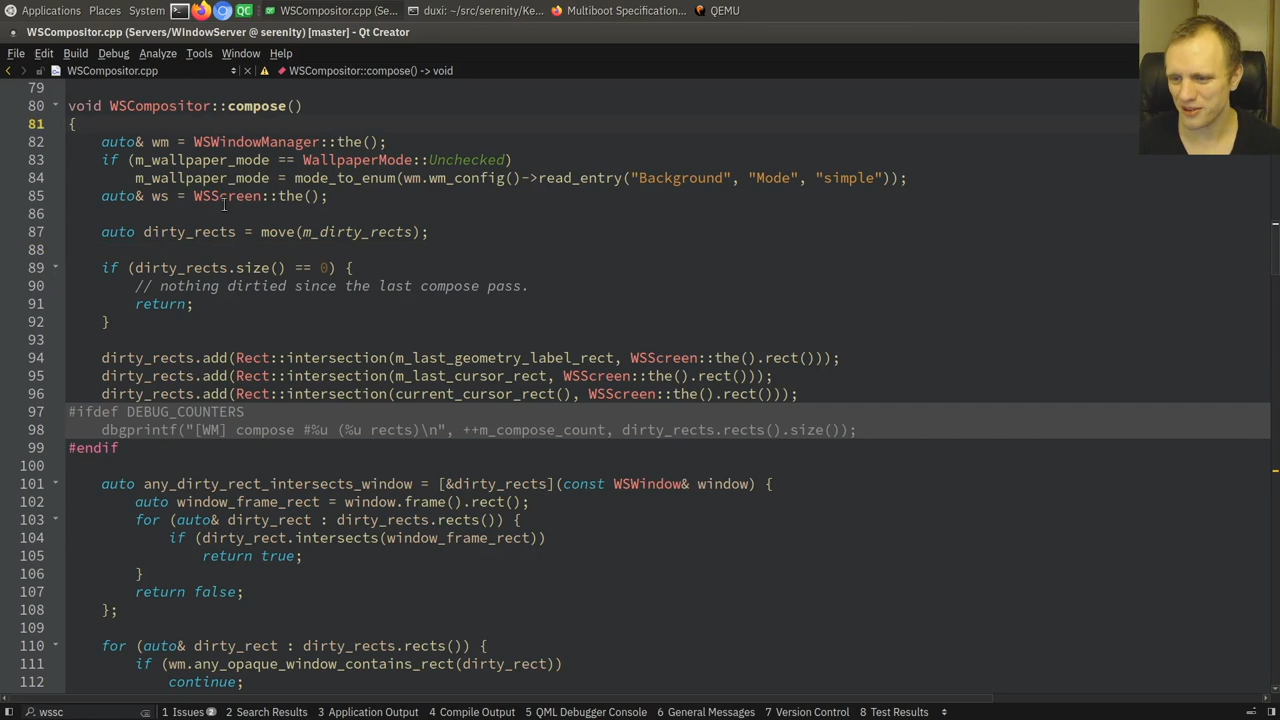 Applications Places System Qt WSCompositor.cpp (Se... duxi: ~/src/serenity/Ke... Multiboot Specification... QEMU
WSCompositor.cpp (Servers/WindowServer @ serenity) [master] - Qt Creator
File Edit Build Debug Analyze Tools Window Help
WSCompositor.cpp WSCompositor::compose() -> void
79
80 void WSCompositor::compose()
81 {
82 auto& wm = WSWindowManager::the();
83 if (m_wallpaper_mode == WallpaperMode::Unchecked)
84 m_wallpaper_mode = mode_to_enum(wm.wm_config()->read_entry("Background", "Mode", "simple"));
85 auto& ws = WSScreen::the();
86
87 auto dirty_rects = move(m_dirty_rects);
88
89 if (dirty_rects.size() == 0) {
90 // nothing dirtied since the last compose pass.
91 return;
92 }
93
94 dirty_rects.add(Rect::intersection(m_last_geometry_label_rect, WSScreen::the().rect()));
95 dirty_rects.add(Rect::intersection(m_last_cursor_rect, WSScreen::the().rect()));
96 dirty_rects.add(Rect::intersection(current_cursor_rect(), WSScreen::the().rect()));
97 #ifdef DEBUG_COUNTERS
98 dbgprintf("[WM] compose #%u (%u rects)\n", ++m_compose_count, dirty_rects.rects().size());
99 #endif
100
101 auto any_dirty_rect_intersects_window = [&dirty_rects](const WSWindow& window) {
102 auto window_frame_rect = window.frame().rect();
103 for (auto& dirty_rect : dirty_rects.rects()) {
104 if (dirty_rect.intersects(window_frame_rect))
105 return true;
106 }
107 return false;
108 };
109
110 for (auto& dirty_rect : dirty_rects.rects()) {
111 if (wm.any_opaque_window_contains_rect(dirty_rect))
112 continue;
wssc 1 Issues 2 2 Search Results 3 Application Output 4 Compile Output 5 QML Debugger Console 6 General Messages 7 Version Control 8 Test Results